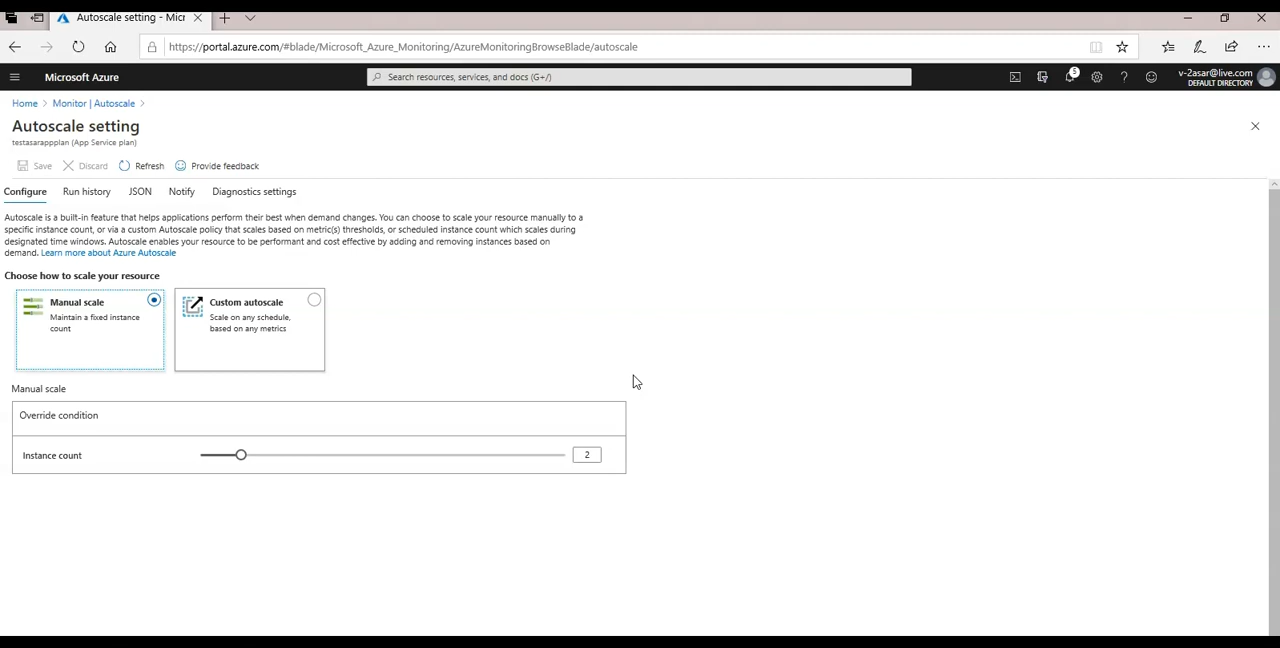 Autoscale setting - Micr
https://portal.azure.com/#blade/Microsoft_Azure_Monitoring/AzureMonitoringBrowseBlade/autoscale
Microsoft Azure
Search resources, services, and docs (G+/)
5
v-2asar@live.com
DEFAULT DIRECTORY
Home > Monitor | Autoscale >
Autoscale setting
testasarappplan (App Service plan)
Save Discard Refresh Provide feedback
Configure Run history JSON Notify Diagnostics settings
Autoscale is a built-in feature that helps applications perform their best when demand changes. You can choose to scale your resource manually to a
specific instance count, or via a custom Autoscale policy that scales based on metric(s) thresholds, or scheduled instance count which scales during
designated time windows. Autoscale enables your resource to be performant and cost effective by adding and removing instances based on
demand. Learn more about Azure Autoscale
Choose how to scale your resource
Manual scale
Maintain a fixed instance
count
Custom autoscale
Scale on any schedule,
based on any metrics
Manual scale
Override condition
Instance count 2